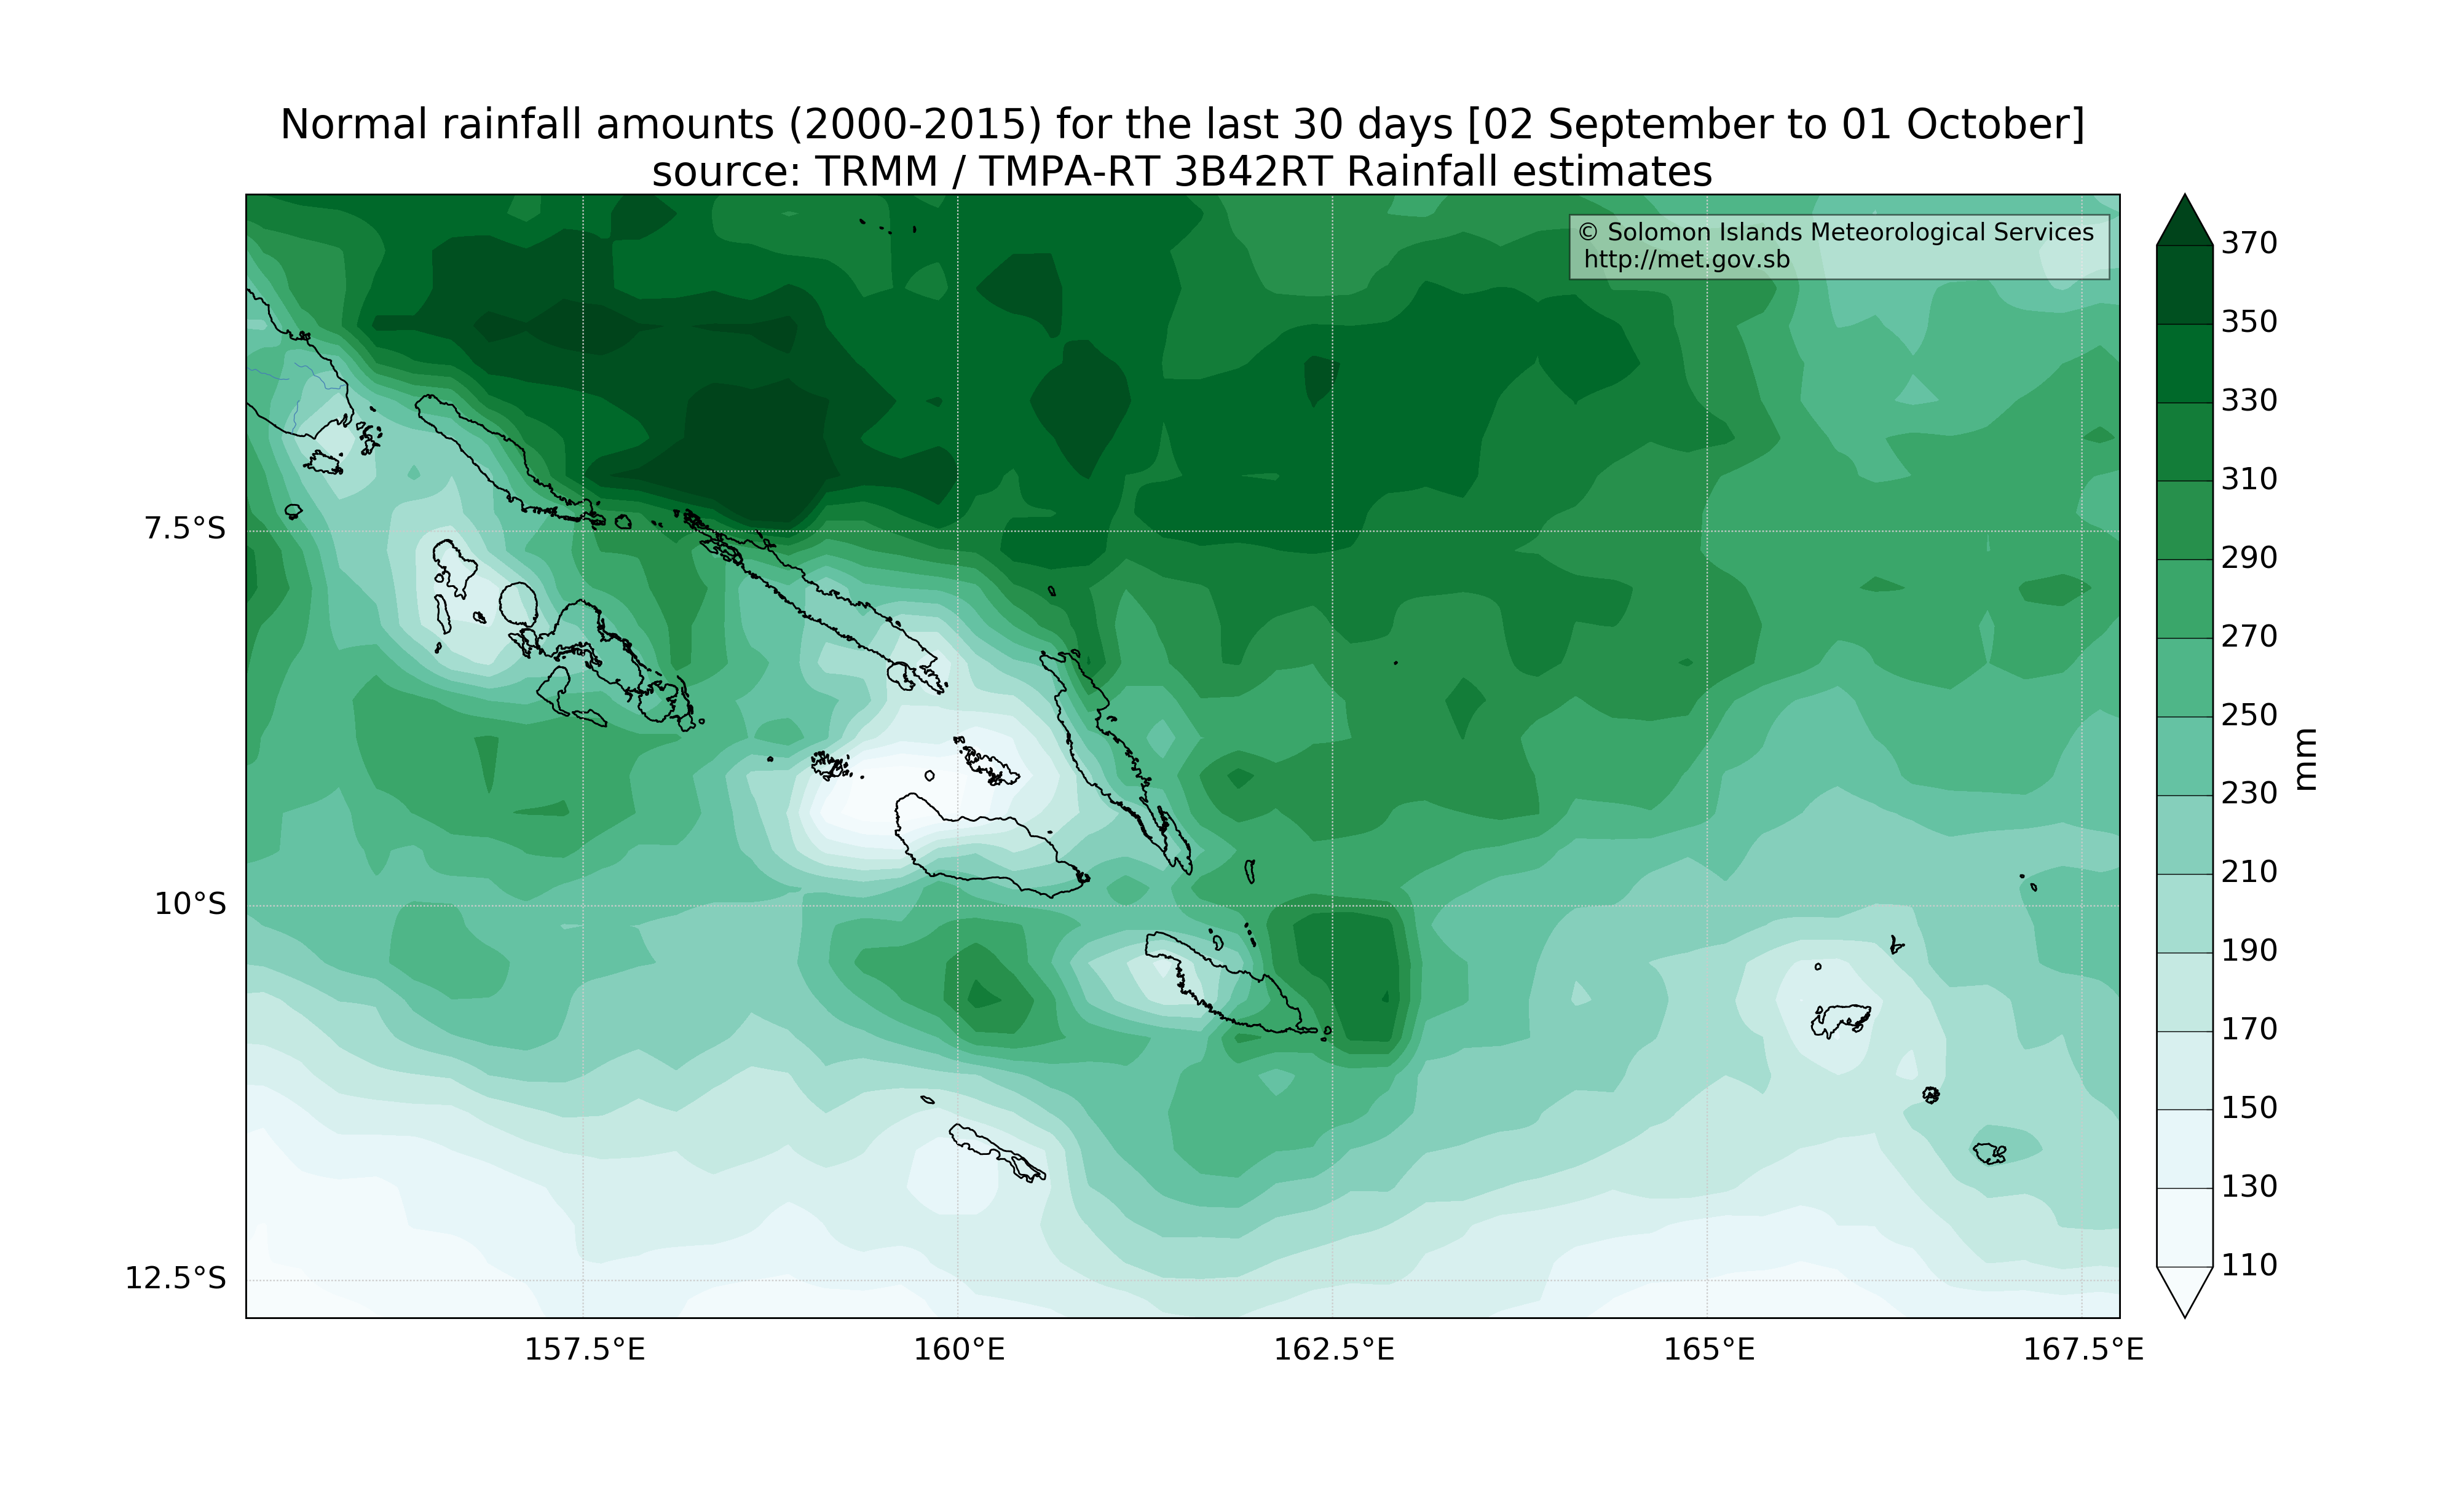 Normal rainfall amounts (2000-2015) for the last 30 days [02 September to 01 October]
source: TRMM / TMPA-RT 3B42RT Rainfall estimates
© Solomon Islands Meteorological Services
http://met.gov.sb
370
350
330
310
290
270
250
230
210
190
170
150
130
110
mm
7.5°S
10°S
12.5°S
157.5°E
160°E
162.5°E
165°E
167.5°E